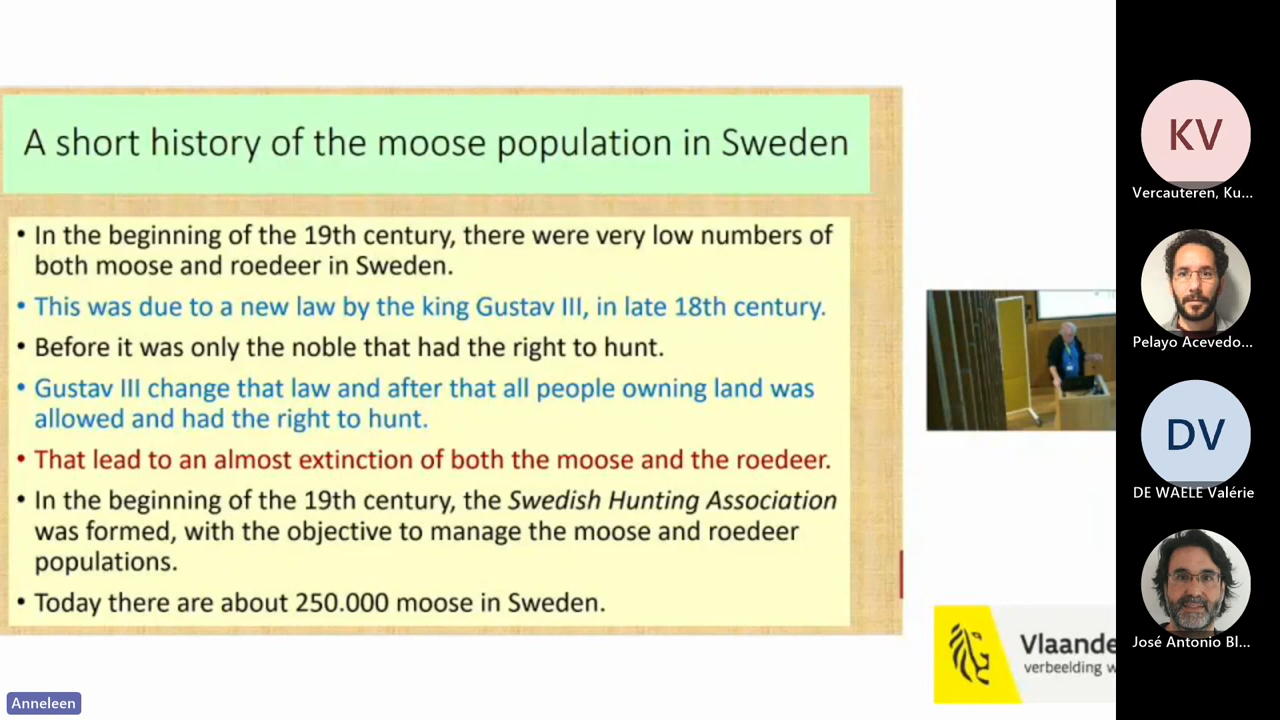 A short history of the moose population in Sweden
• In the beginning of the 19th century, there were very low numbers of
both moose and roedeer in Sweden.
• This was due to a new law by the king Gustav III, in late 18th century.
• Before it was only the noble that had the right to hunt.
• Gustav III change that law and after that all people owning land was
allowed and had the right to hunt.
• That lead to an almost extinction of both the moose and the roedeer.
• In the beginning of the 19th century, the Swedish Hunting Association
was formed, with the objective to manage the moose and roedeer
populations.
• Today there are about 250.000 moose in Sweden.
Vlaande
verbeelding w
Anneleen
KV
Vercauteren, Ku...
Pelayo Acevedo...
DV
DE WAELE Valérie
José Antonio Bl...